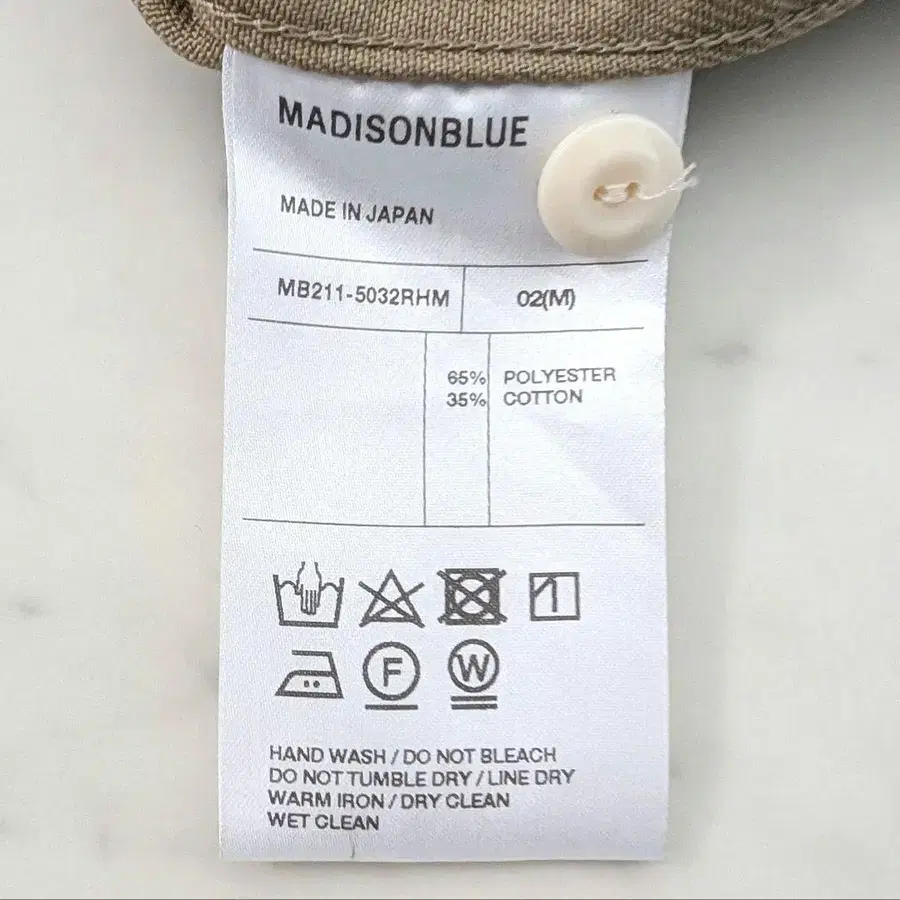 MADISONBLUE
MADE IN JAPAN
MB211-5032RHM 02(M)
65% POLYESTER
35% COTTON
F W
HAND WASH / DO NOT BLEACH
DO NOT TUMBLE DRY / LINE DRY
WARM IRON / DRY CLEAN
WET CLEAN